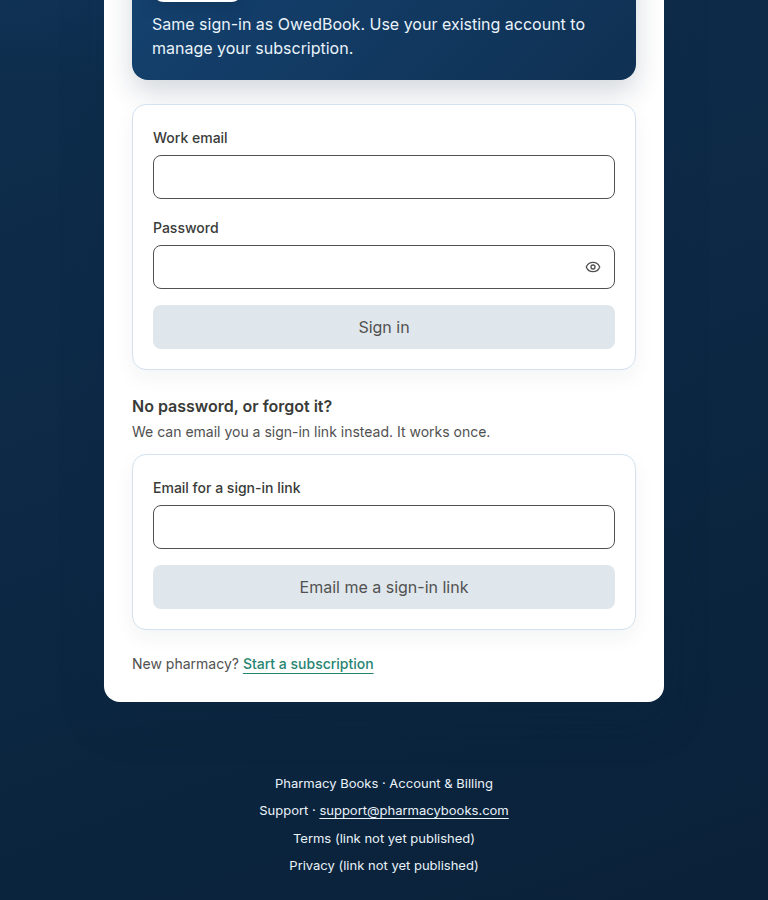 Same sign-in as OwedBook. Use your existing account to
manage your subscription.
Work email
Password
Sign in
No password, or forgot it?
We can email you a sign-in link instead. It works once.
Email for a sign-in link
Email me a sign-in link
New pharmacy? Start a subscription
Pharmacy Books · Account & Billing
Support · support@pharmacybooks.com
Terms (link not yet published)
Privacy (link not yet published)